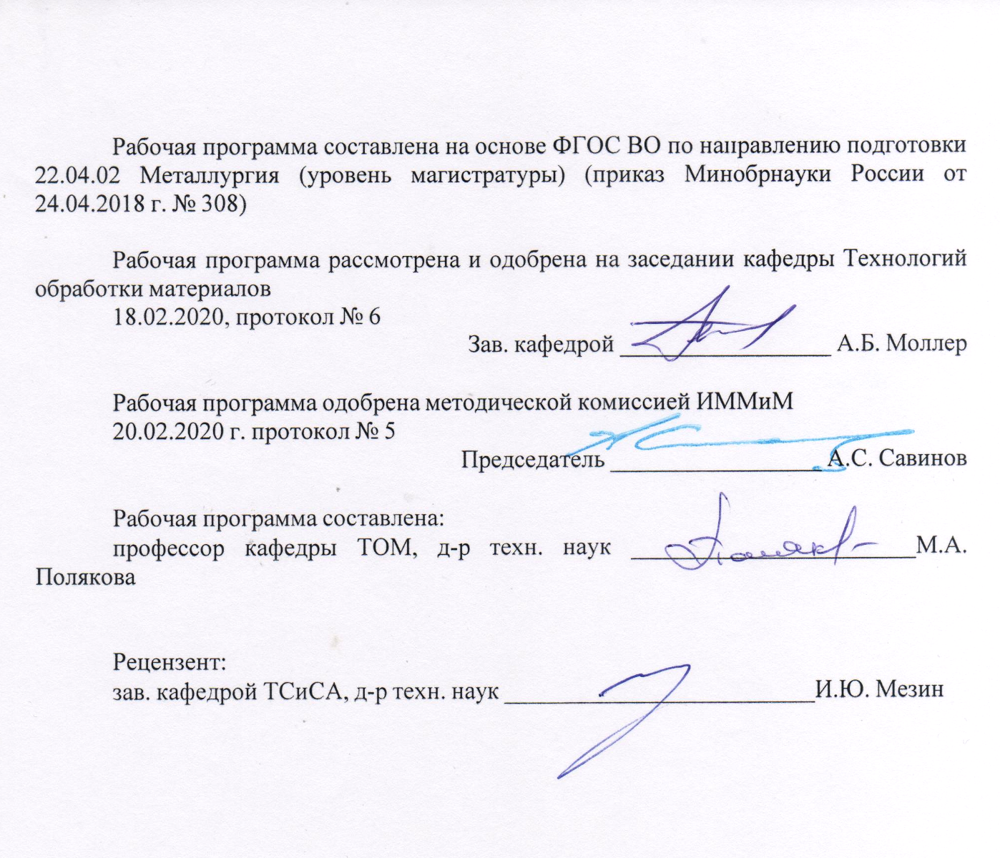 Рабочая программа составлена на основе ФГОС ВО по направлению подготовки
22.04.02 Металлургия (уровень магистратуры) (приказ Минобрнауки России от
24.04.2018 г. № 308)
Рабочая программа рассмотрена и одобрена на заседании кафедры Технологий
обработки материалов
18.02.2020, протокол № 6
Зав. кафедрой ____________________ А.Б. Моллер
Рабочая программа одобрена методической комиссией ИММиМ
20.02.2020 г. протокол № 5
Председатель ____________________ А.С. Савинов
Рабочая программа составлена:
профессор кафедры ТОМ, д-р техн. наук ____________________М.А.
Полякова
Рецензент:
зав. кафедрой ТСиСА, д-р техн. наук ____________________И.Ю. Мезин